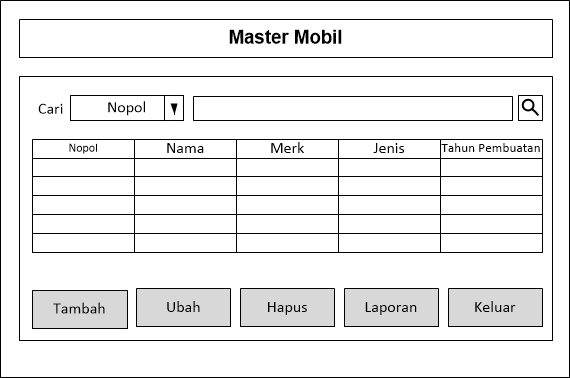 Master Mobil
Cari Nopol
Nopol Nama Merk Jenis Tahun Pembuatan
Tambah Ubah Hapus Laporan Keluar